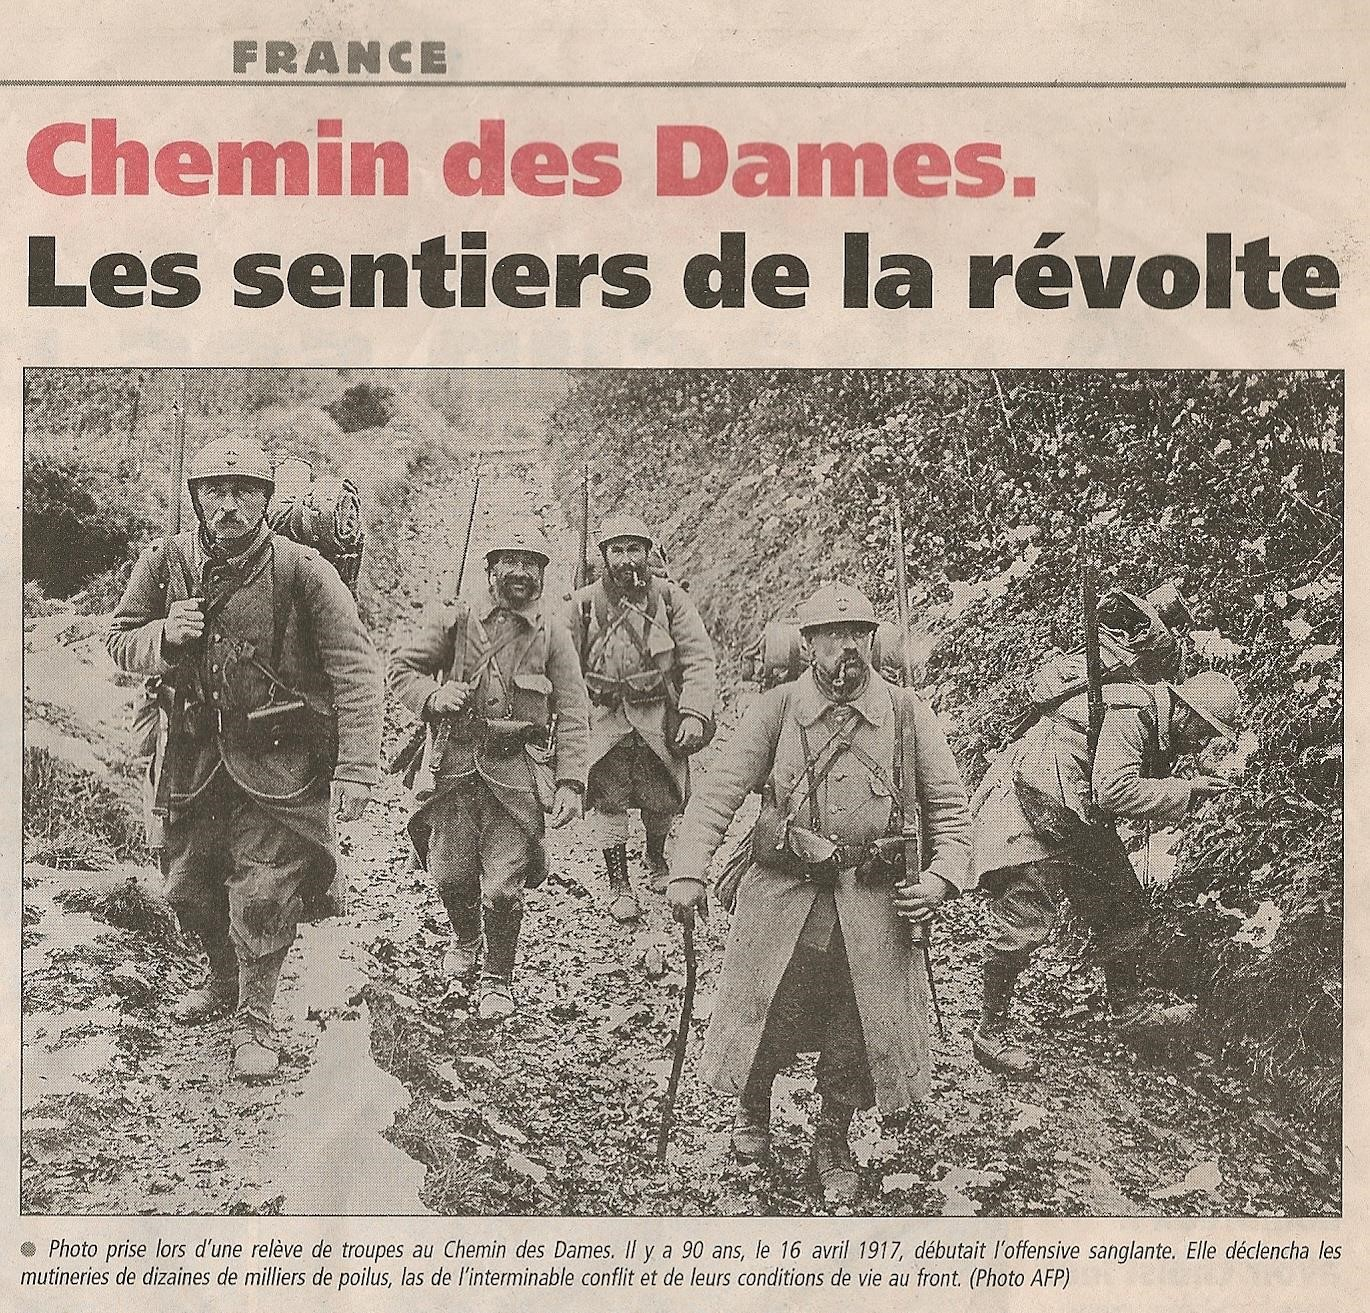 FRANCE
Chemin des Dames.
Les sentiers de la révolte
Photo prise lors d'une relève de troupes au Chemin des Dames. Il y a 90 ans, le 16 avril 1917, débutait l'offensive sanglante. Elle déclencha les
mutineries de dizaines de milliers de poilus, las de l'interminable conflit et de leurs conditions de vie au front. (Photo AFP)